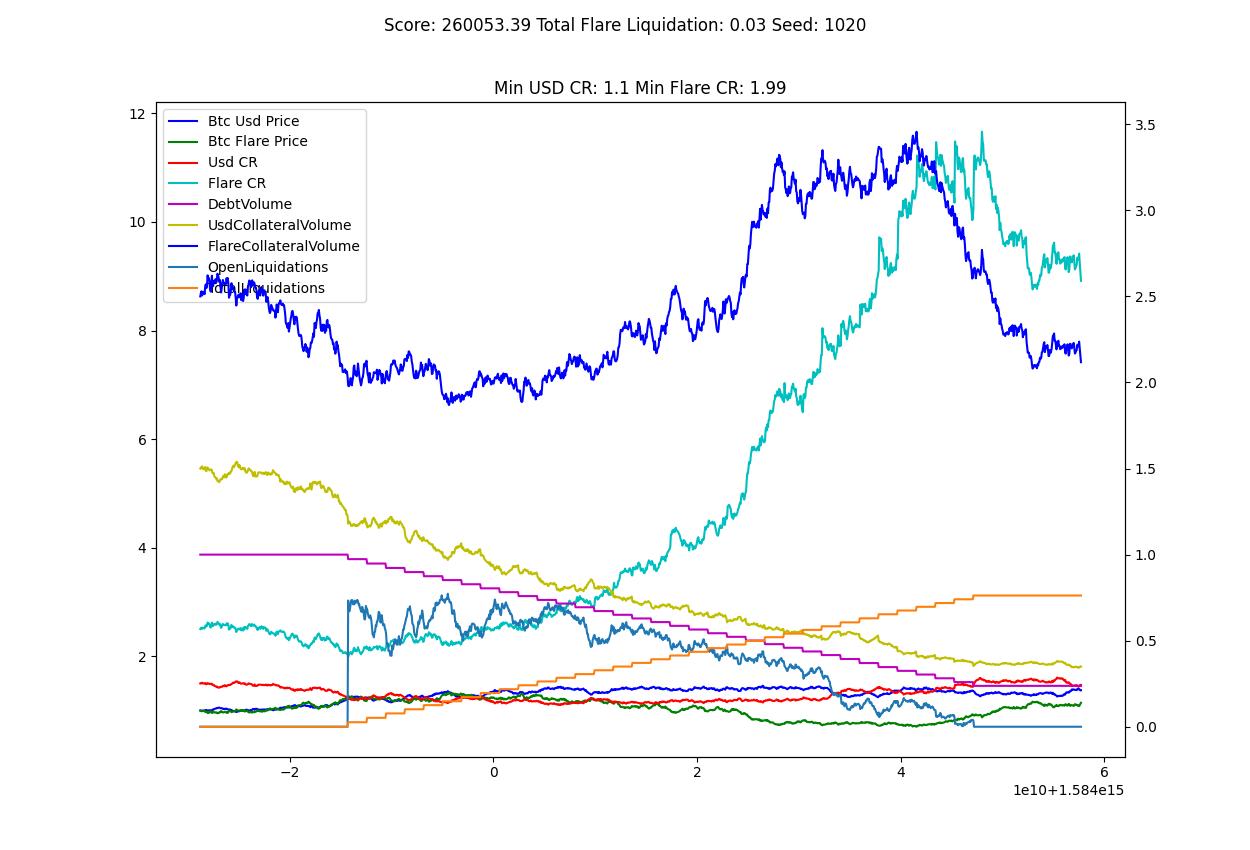 Score: 260053.39 Total Flare Liquidation: 0.03 Seed: 1020
Min USD CR: 1.1 Min Flare CR: 1.99
Btc Usd Price
Btc Flare Price
Usd CR
Flare CR
DebtVolume
UsdCollateralVolume
FlareCollateralVolume
OpenLiquidations
TotalLiquidations
12
10
8
6
4
2
3.5
3.0
2.5
2.0
1.5
1.0
0.5
0.0
−2
0
2
4
6
1e10+1.584e15